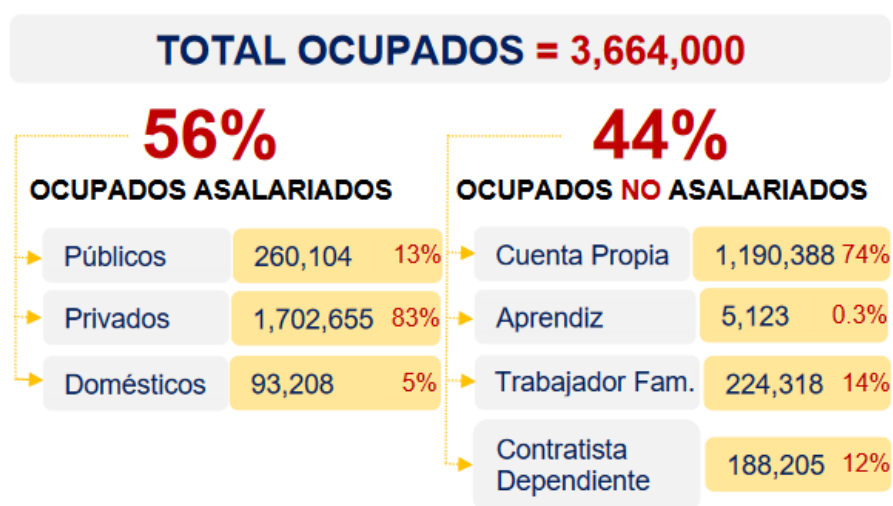 TOTAL OCUPADOS = 3,664,000
56%
OCUPADOS ASALARIADOS
Públicos 260,104 13%
Privados 1,702,655 83%
Domésticos 93,208 5%
44%
OCUPADOS NO ASALARIADOS
Cuenta Propia 1,190,388 74%
Aprendiz 5,123 0.3%
Trabajador Fam. 224,318 14%
Contratista
Dependiente 188,205 12%